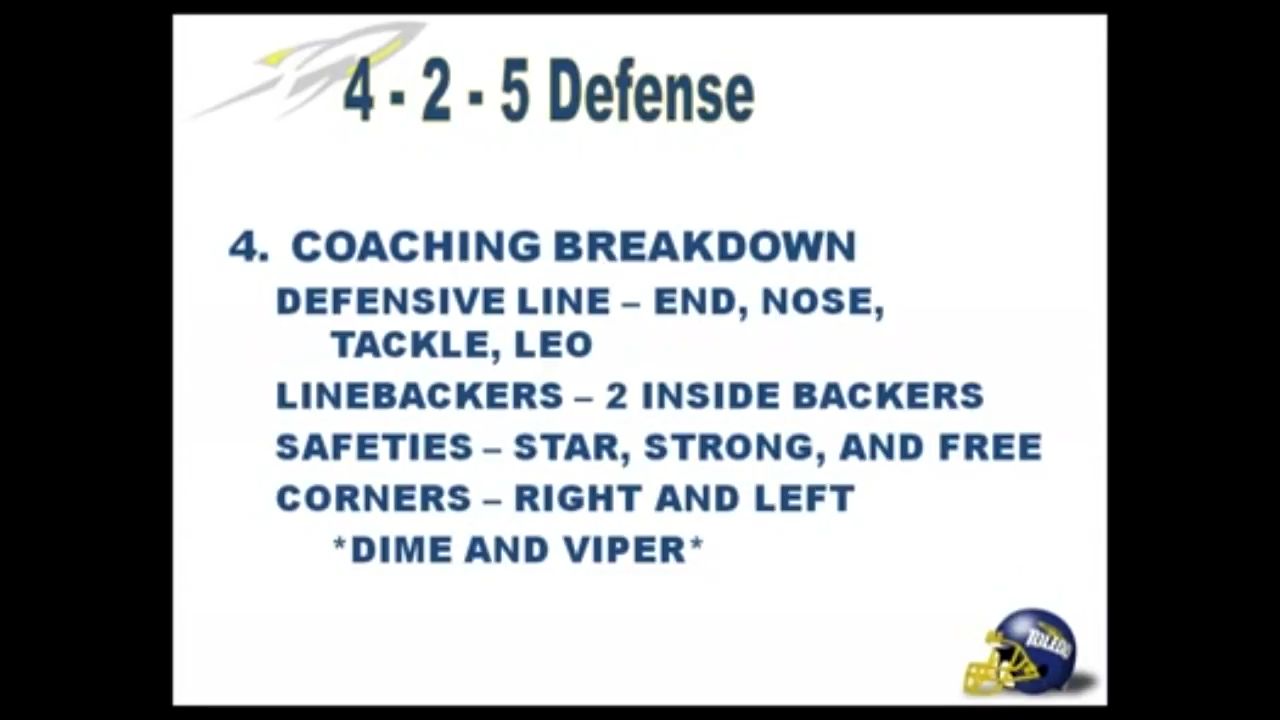 4 - 2 - 5 Defense
4. COACHING BREAKDOWN
DEFENSIVE LINE – END, NOSE,
TACKLE, LEO
LINEBACKERS – 2 INSIDE BACKERS
SAFETIES – STAR, STRONG, AND FREE
CORNERS – RIGHT AND LEFT
*DIME AND VIPER*
TOLEDO